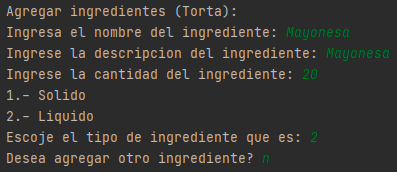 Agregar ingredientes (Torta):
Ingresa el nombre del ingrediente: Mayonesa
Ingrese la descripcion del ingrediente: Mayonesa
Ingrese la cantidad del ingrediente: 20
1.- Solido
2.- Liquido
Escoje el tipo de ingrediente que es: 2
Desea agregar otro ingrediente? n